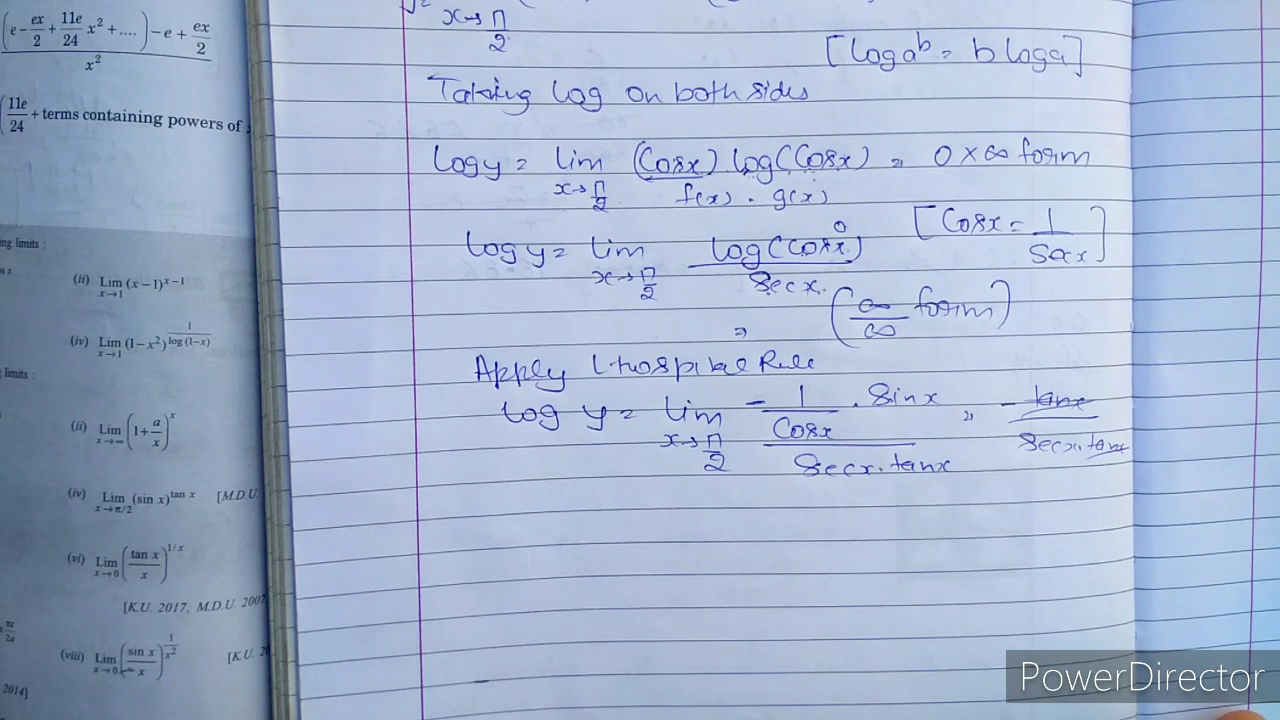 (e - ex/2 + 11e/24 x² + ....) - e + ex/2
x²
(11e/24 + terms containing powers of
ng limits :
(ii) Lim x→1 (x – 1)^(x – 1)
(iv) Lim x→1 (1 – x²)^(1/log (1–x))
limits :
(ii) Lim x→∞ (1 + a/x)^x
(iv) Lim x→π/2 (sin x)^(tan x) [M.D.U.
(vi) Lim x→0 (tan x/x)^(1/x)
[K.U. 2017; M.D.U. 2007
(viii) Lim x→0 (sin x/x)^(1/x²) [K.U. 20
2014]
x→π/2
[log a^b = b log a]
Taking log on both sides
log y = lim x→π/2 (Cosx) log(Cosx) = 0 × ∞ form
f(x) . g(x)
log y = lim x→π/2 log(Cosx)/Secx [Cosx = 1/Secx]
= (∞/∞ form)
Apply L-Hospital Rule
log y = lim x→π/2 (-1/Cosx . Sinx)/(Secx.tanx) = -tanx/(Secx.tanx)
PowerDirector